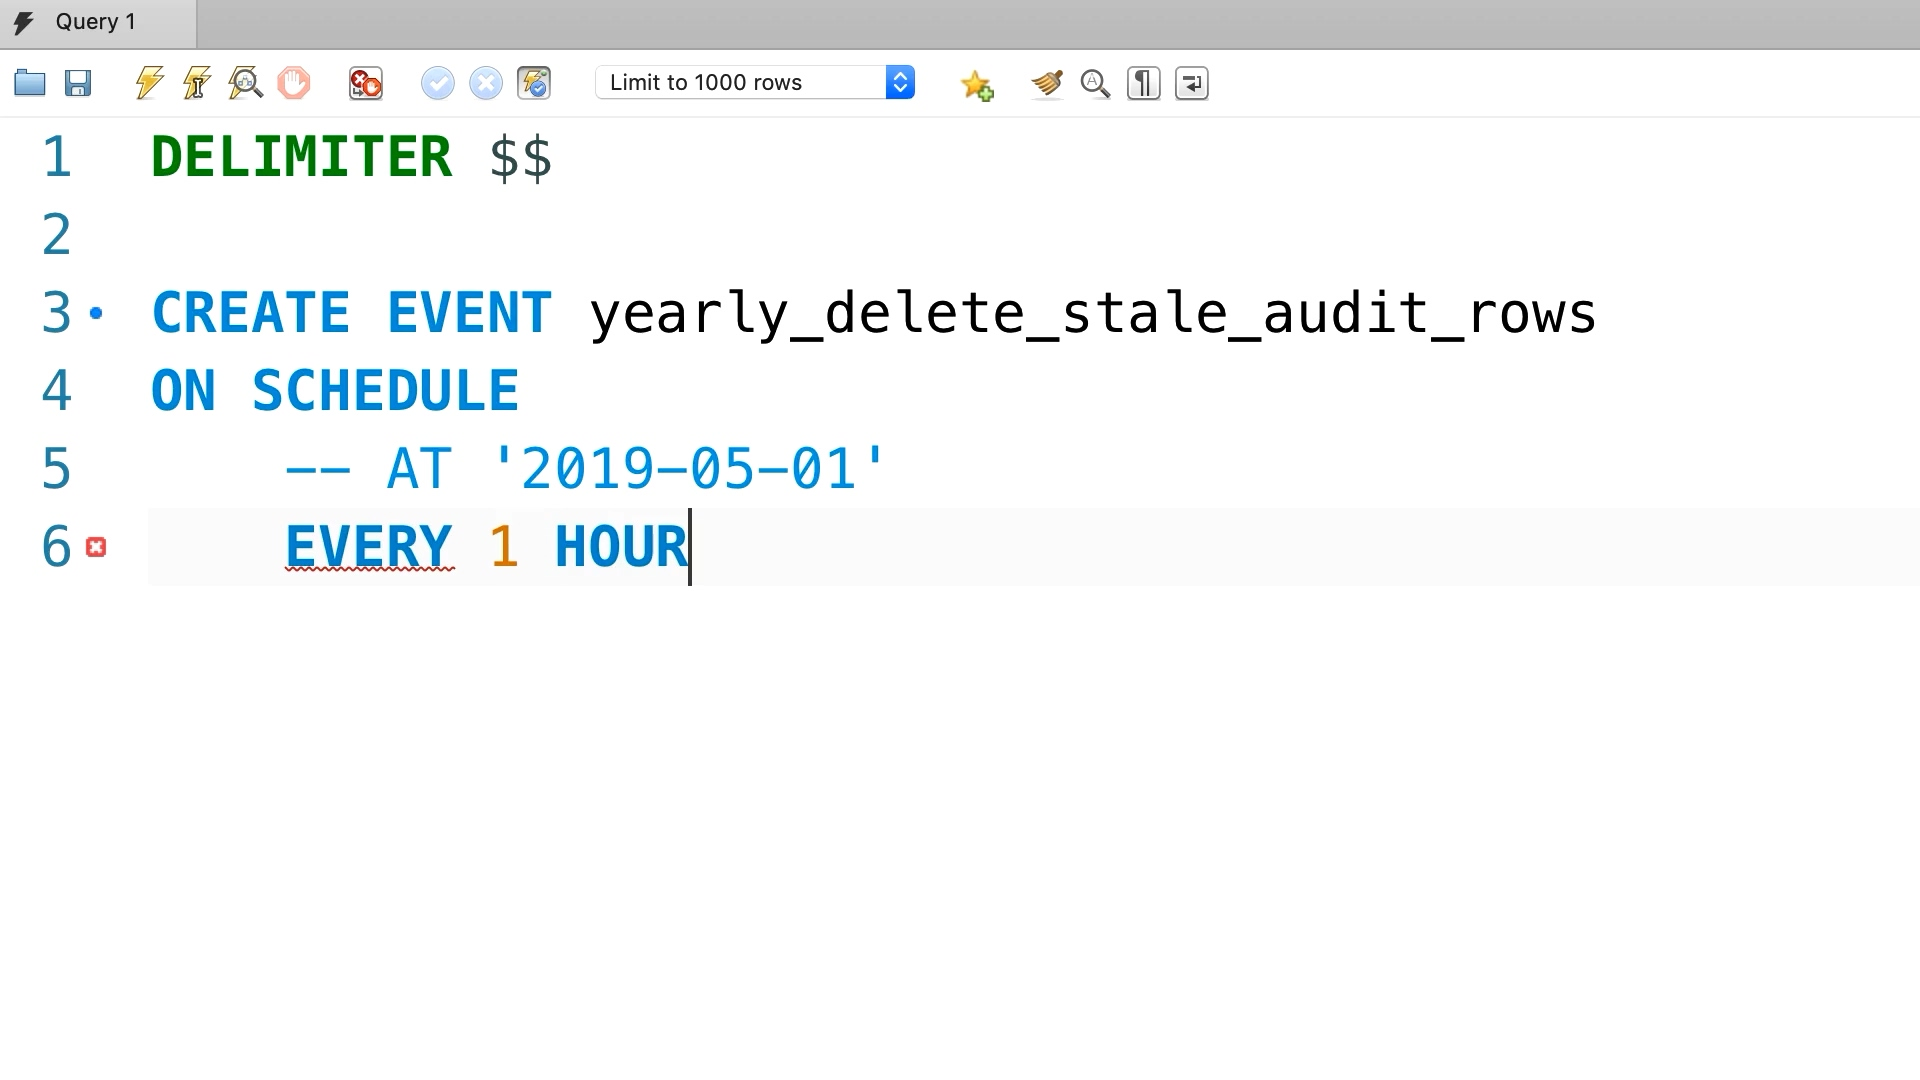 Query 1
Limit to 1000 rows
1 DELIMITER $$
2
3 CREATE EVENT yearly_delete_stale_audit_rows
4 ON SCHEDULE
5 -- AT '2019-05-01'
6 EVERY 1 HOUR